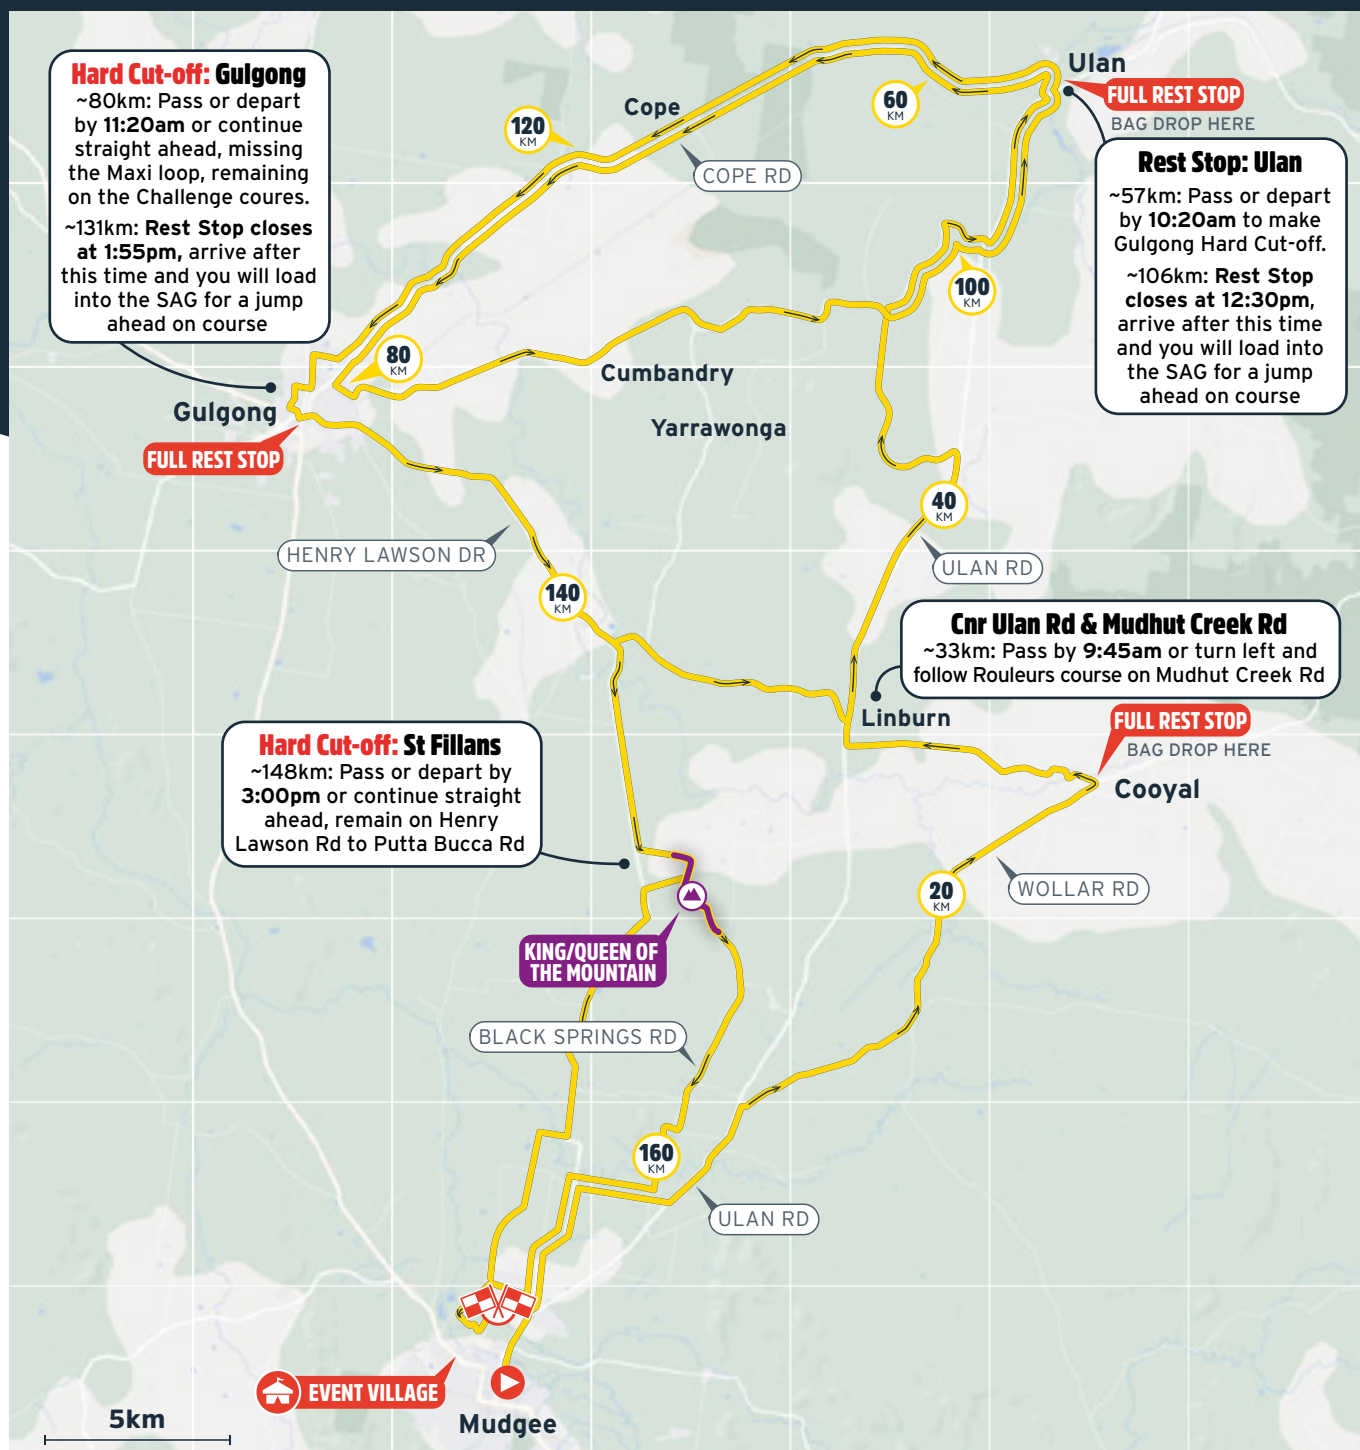 Hard Cut-off: Gulgong
~80km: Pass or depart
by 11:20am or continue
straight ahead, missing
the Maxi loop, remaining
on the Challenge coures.
~131km: Rest Stop closes
at 1:55pm, arrive after
this time and you will load
into the SAG for a jump
ahead on course
Ulan
FULL REST STOP
BAG DROP HERE
Rest Stop: Ulan
~57km: Pass or depart
by 10:20am to make
Gulgong Hard Cut-off.
~106km: Rest Stop
closes at 12:30pm,
arrive after this time
and you will load into
the SAG for a jump
ahead on course
Cope
60
KM
120
KM
COPE RD
100
KM
80
KM
Cumbandry
Gulgong
Yarrawonga
FULL REST STOP
40
KM
HENRY LAWSON DR
ULAN RD
140
KM
Cnr Ulan Rd & Mudhut Creek Rd
~33km: Pass by 9:45am or turn left and
follow Rouleurs course on Mudhut Creek Rd
Linburn
FULL REST STOP
BAG DROP HERE
Cooyal
Hard Cut-off: St Fillans
~148km: Pass or depart by
3:00pm or continue straight
ahead, remain on Henry
Lawson Rd to Putta Bucca Rd
20
KM
WOLLAR RD
KING/QUEEN OF
THE MOUNTAIN
BLACK SPRINGS RD
160
KM
ULAN RD
EVENT VILLAGE
Mudgee
5km